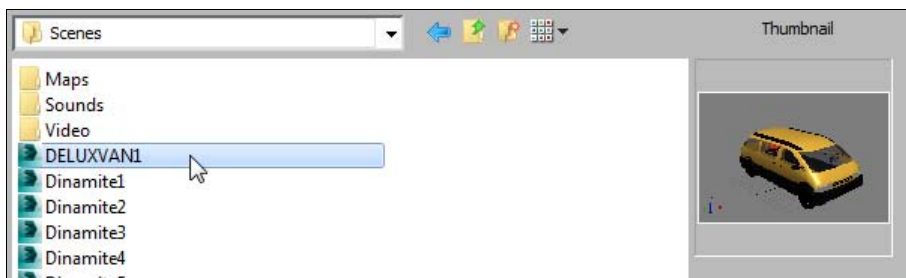 Scenes
Thumbnail
Maps
Sounds
Video
DELUXVAN1
Dinamite1
Dinamite2
Dinamite3
Dinamite4